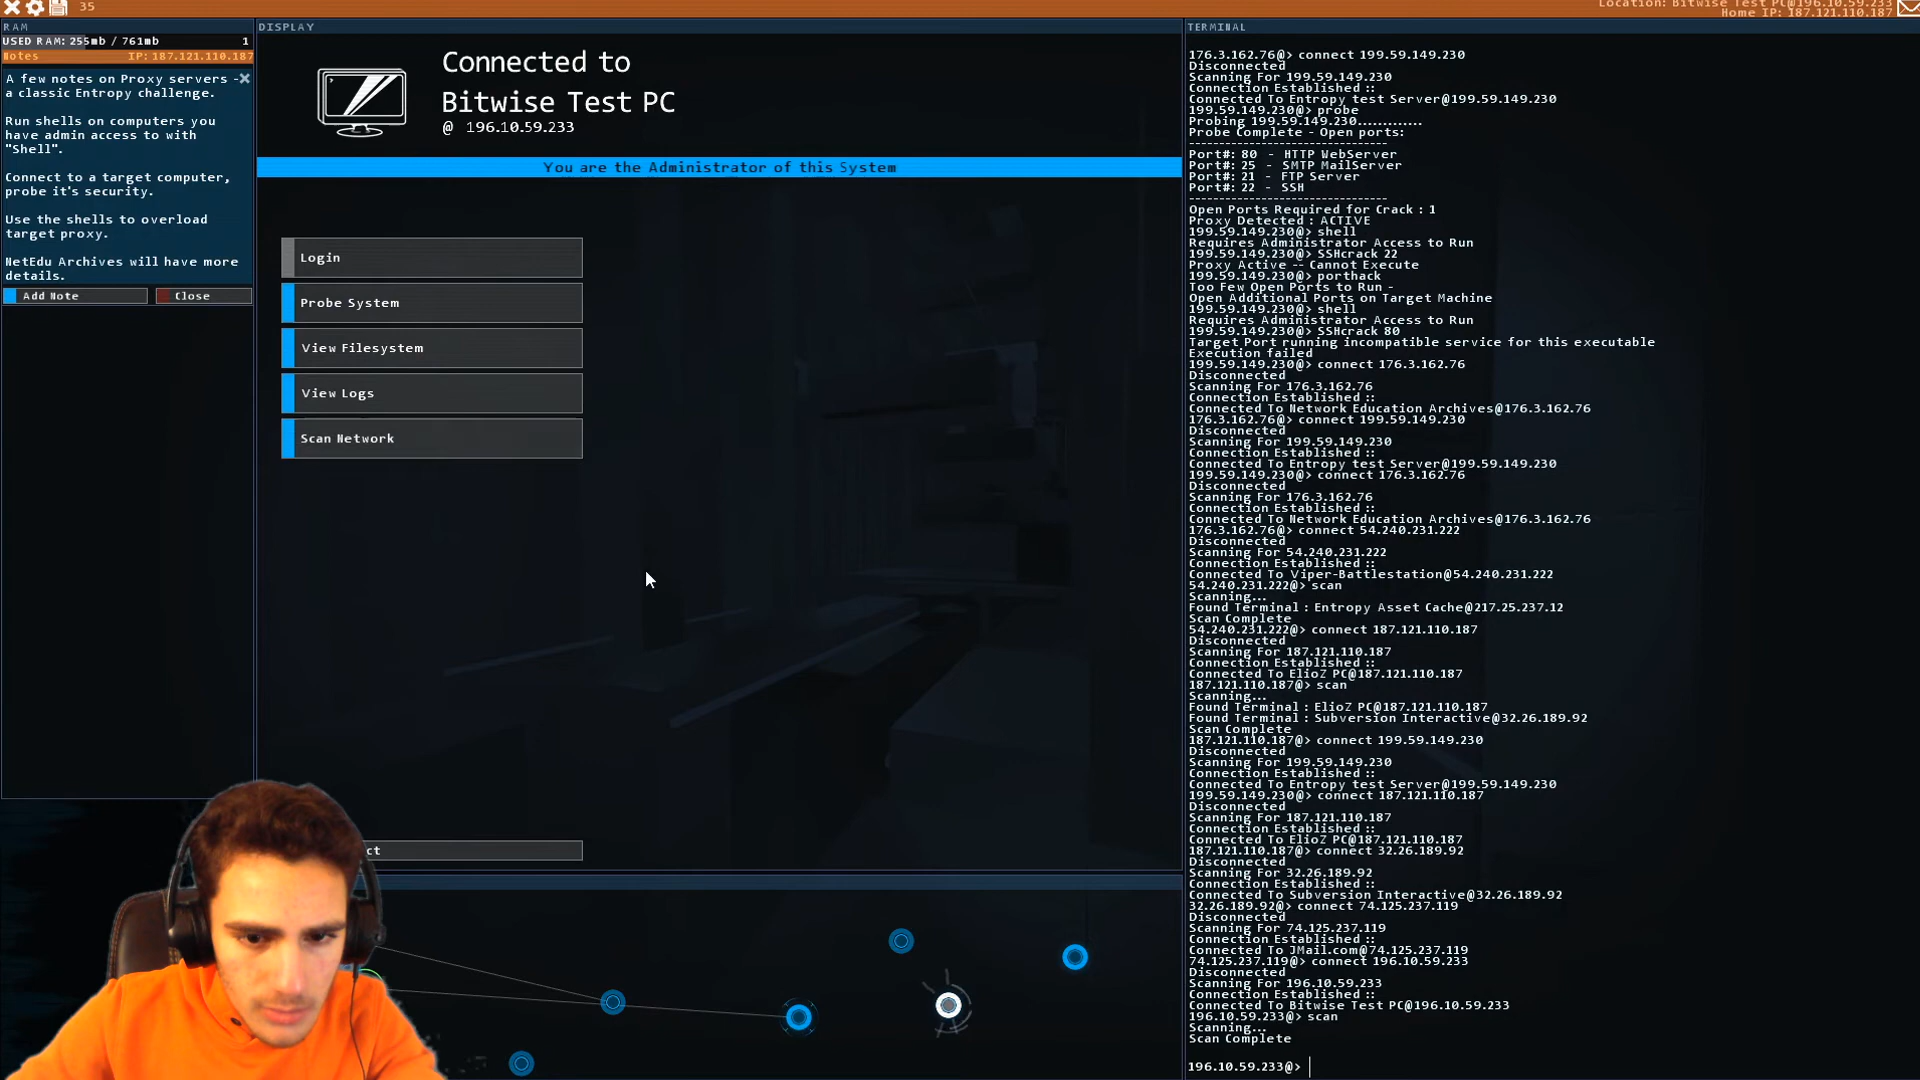 35
Location: Bitwise Test PC@196.10.59.233
Home IP: 187.121.110.187
RAM
USED RAM: 255mb / 761mb 1
Notes IP: 187.121.110.187
A few notes on Proxy servers -
a classic Entropy challenge.
Run shells on computers you
have admin access to with
"Shell".
Connect to a target computer,
probe it's security.
Use the shells to overload
target proxy.
NetEdu Archives will have more
details.
Add Note
Close
DISPLAY
Connected to
Bitwise Test PC
@ 196.10.59.233
You are the Administrator of this System
Login
Probe System
View Filesystem
View Logs
Scan Network
ct
TERMINAL
176.3.162.76@> connect 199.59.149.230
Disconnected
Scanning For 199.59.149.230
Connection Established ::
Connected To Entropy test Server@199.59.149.230
199.59.149.230@> probe
Probing 199.59.149.230.............
Probe Complete - Open ports:
---------------------------------
Port#: 80 - HTTP WebServer
Port#: 25 - SMTP MailServer
Port#: 21 - FTP Server
Port#: 22 - SSH
---------------------------------
Open Ports Required for Crack : 1
Proxy Detected : ACTIVE
199.59.149.230@> shell
Requires Administrator Access to Run
199.59.149.230@> SSHcrack 22
Proxy Active -- Cannot Execute
199.59.149.230@> porthack
Too Few Open Ports to Run -
Open Additional Ports on Target Machine
199.59.149.230@> shell
Requires Administrator Access to Run
199.59.149.230@> SSHcrack 80
Target Port running incompatible service for this executable
Execution failed
199.59.149.230@> connect 176.3.162.76
Disconnected
Scanning For 176.3.162.76
Connection Established ::
Connected To Network Education Archives@176.3.162.76
176.3.162.76@> connect 199.59.149.230
Disconnected
Scanning For 199.59.149.230
Connection Established ::
Connected To Entropy test Server@199.59.149.230
199.59.149.230@> connect 176.3.162.76
Disconnected
Scanning For 176.3.162.76
Connection Established ::
Connected To Network Education Archives@176.3.162.76
176.3.162.76@> connect 54.240.231.222
Disconnected
Scanning For 54.240.231.222
Connection Established ::
Connected To Viper-Battlestation@54.240.231.222
54.240.231.222@> scan
Scanning...
Found Terminal : Entropy Asset Cache@217.25.237.12
Scan Complete
54.240.231.222@> connect 187.121.110.187
Disconnected
Scanning For 187.121.110.187
Connection Established ::
Connected To ElioZ PC@187.121.110.187
187.121.110.187@> scan
Scanning...
Found Terminal : ElioZ PC@187.121.110.187
Found Terminal : Subversion Interactive@32.26.189.92
Scan Complete
187.121.110.187@> connect 199.59.149.230
Disconnected
Scanning For 199.59.149.230
Connection Established ::
Connected To Entropy test Server@199.59.149.230
199.59.149.230@> connect 187.121.110.187
Disconnected
Scanning For 187.121.110.187
Connection Established ::
Connected To ElioZ PC@187.121.110.187
187.121.110.187@> connect 32.26.189.92
Disconnected
Scanning For 32.26.189.92
Connection Established ::
Connected To Subversion Interactive@32.26.189.92
32.26.189.92@> connect 74.125.237.119
Disconnected
Scanning For 74.125.237.119
Connection Established ::
Connected To JMail.com@74.125.237.119
74.125.237.119@> connect 196.10.59.233
Disconnected
Scanning For 196.10.59.233
Connection Established ::
Connected To Bitwise Test PC@196.10.59.233
196.10.59.233@> scan
Scanning...
Scan Complete
196.10.59.233@>